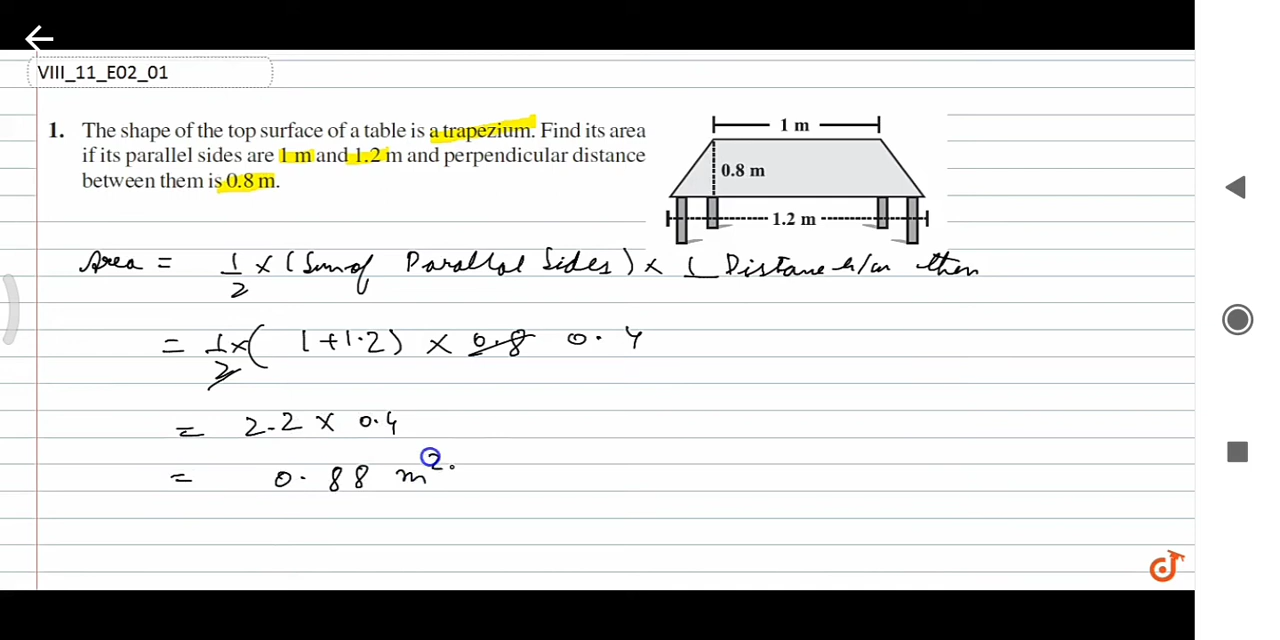 VIII_11_E02_01
1. The shape of the top surface of a table is a trapezium. Find its area
if its parallel sides are 1 m and 1.2 m and perpendicular distance
between them is 0.8 m.
1 m
0.8 m
1.2 m
Area = 1/2 × (Sum of Parallal Sides) × ( Distane b/w then
= 1/2 × ( 1+1.2) × 0.8 0.4
= 2.2 × 0.4
= 0.88 m².